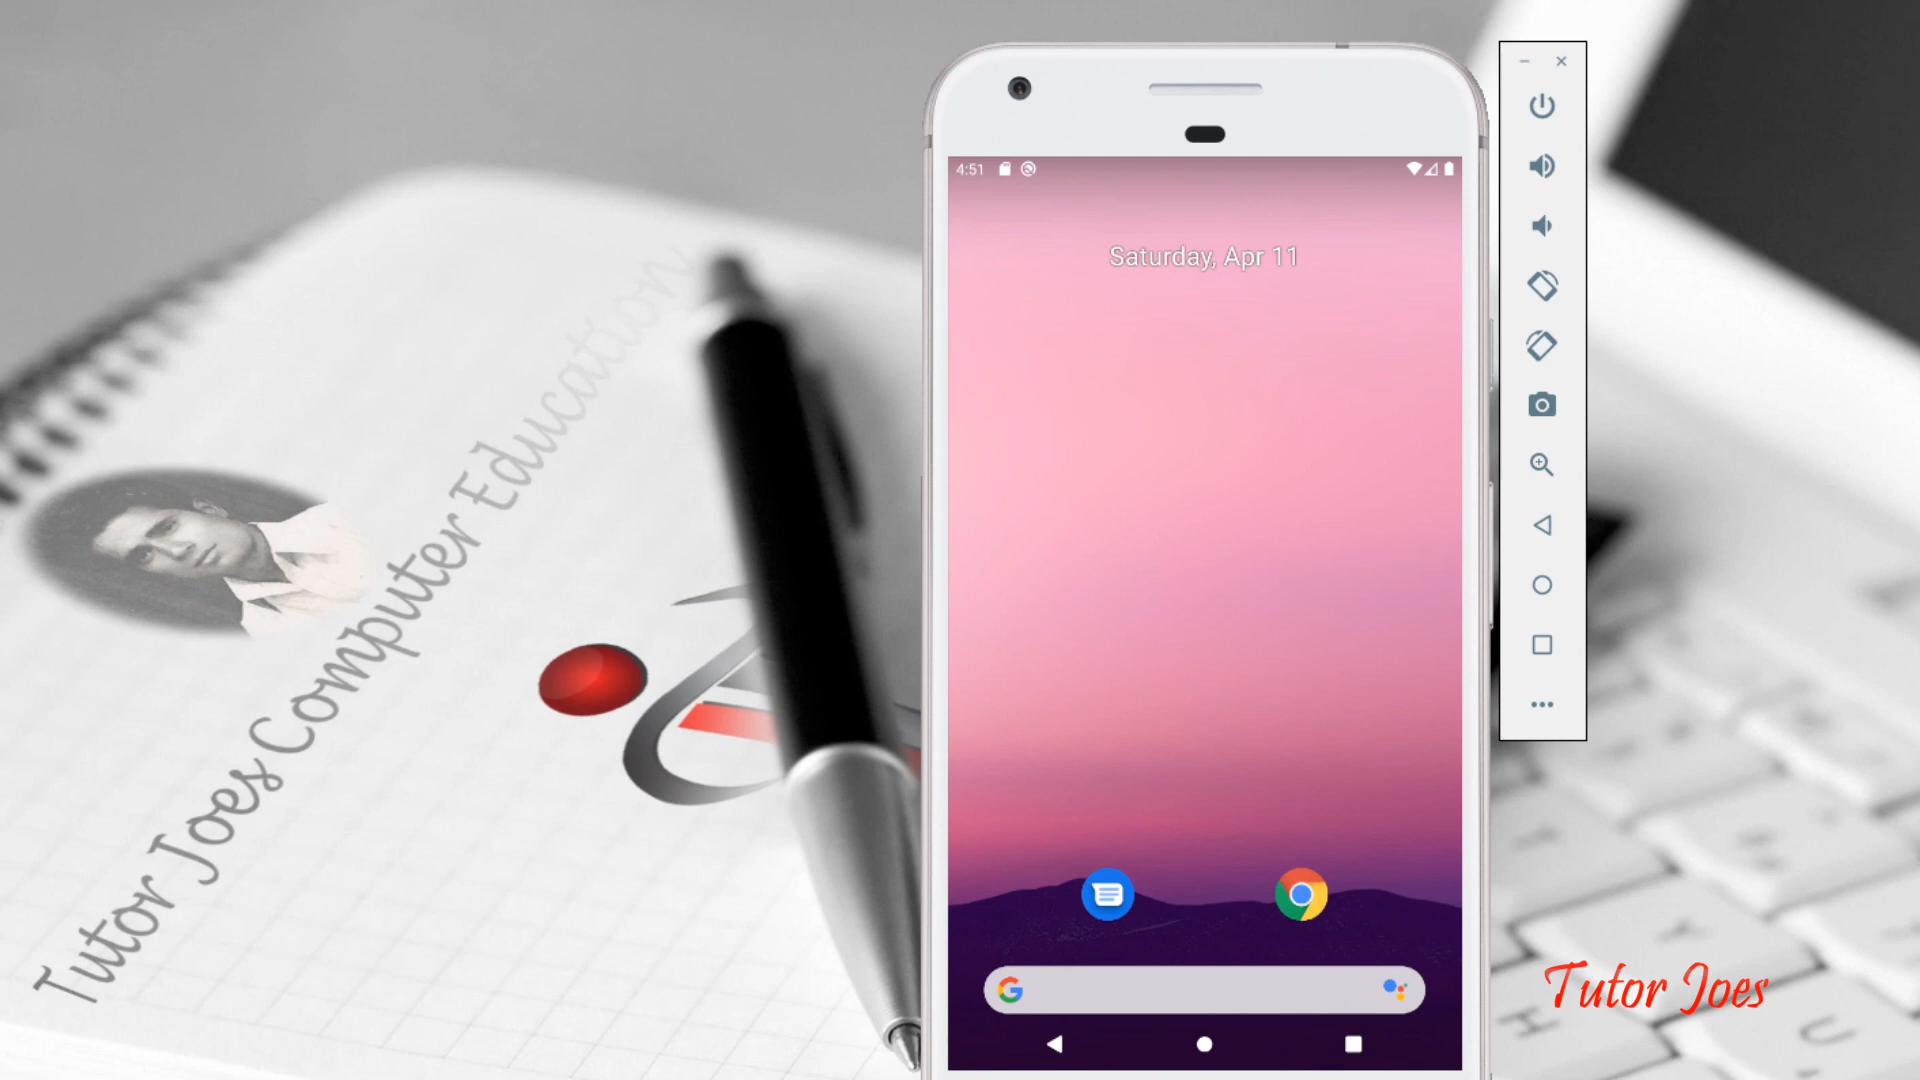 4:51
Saturday, Apr 11
Tutor Joes Computer Education
Tutor Joes